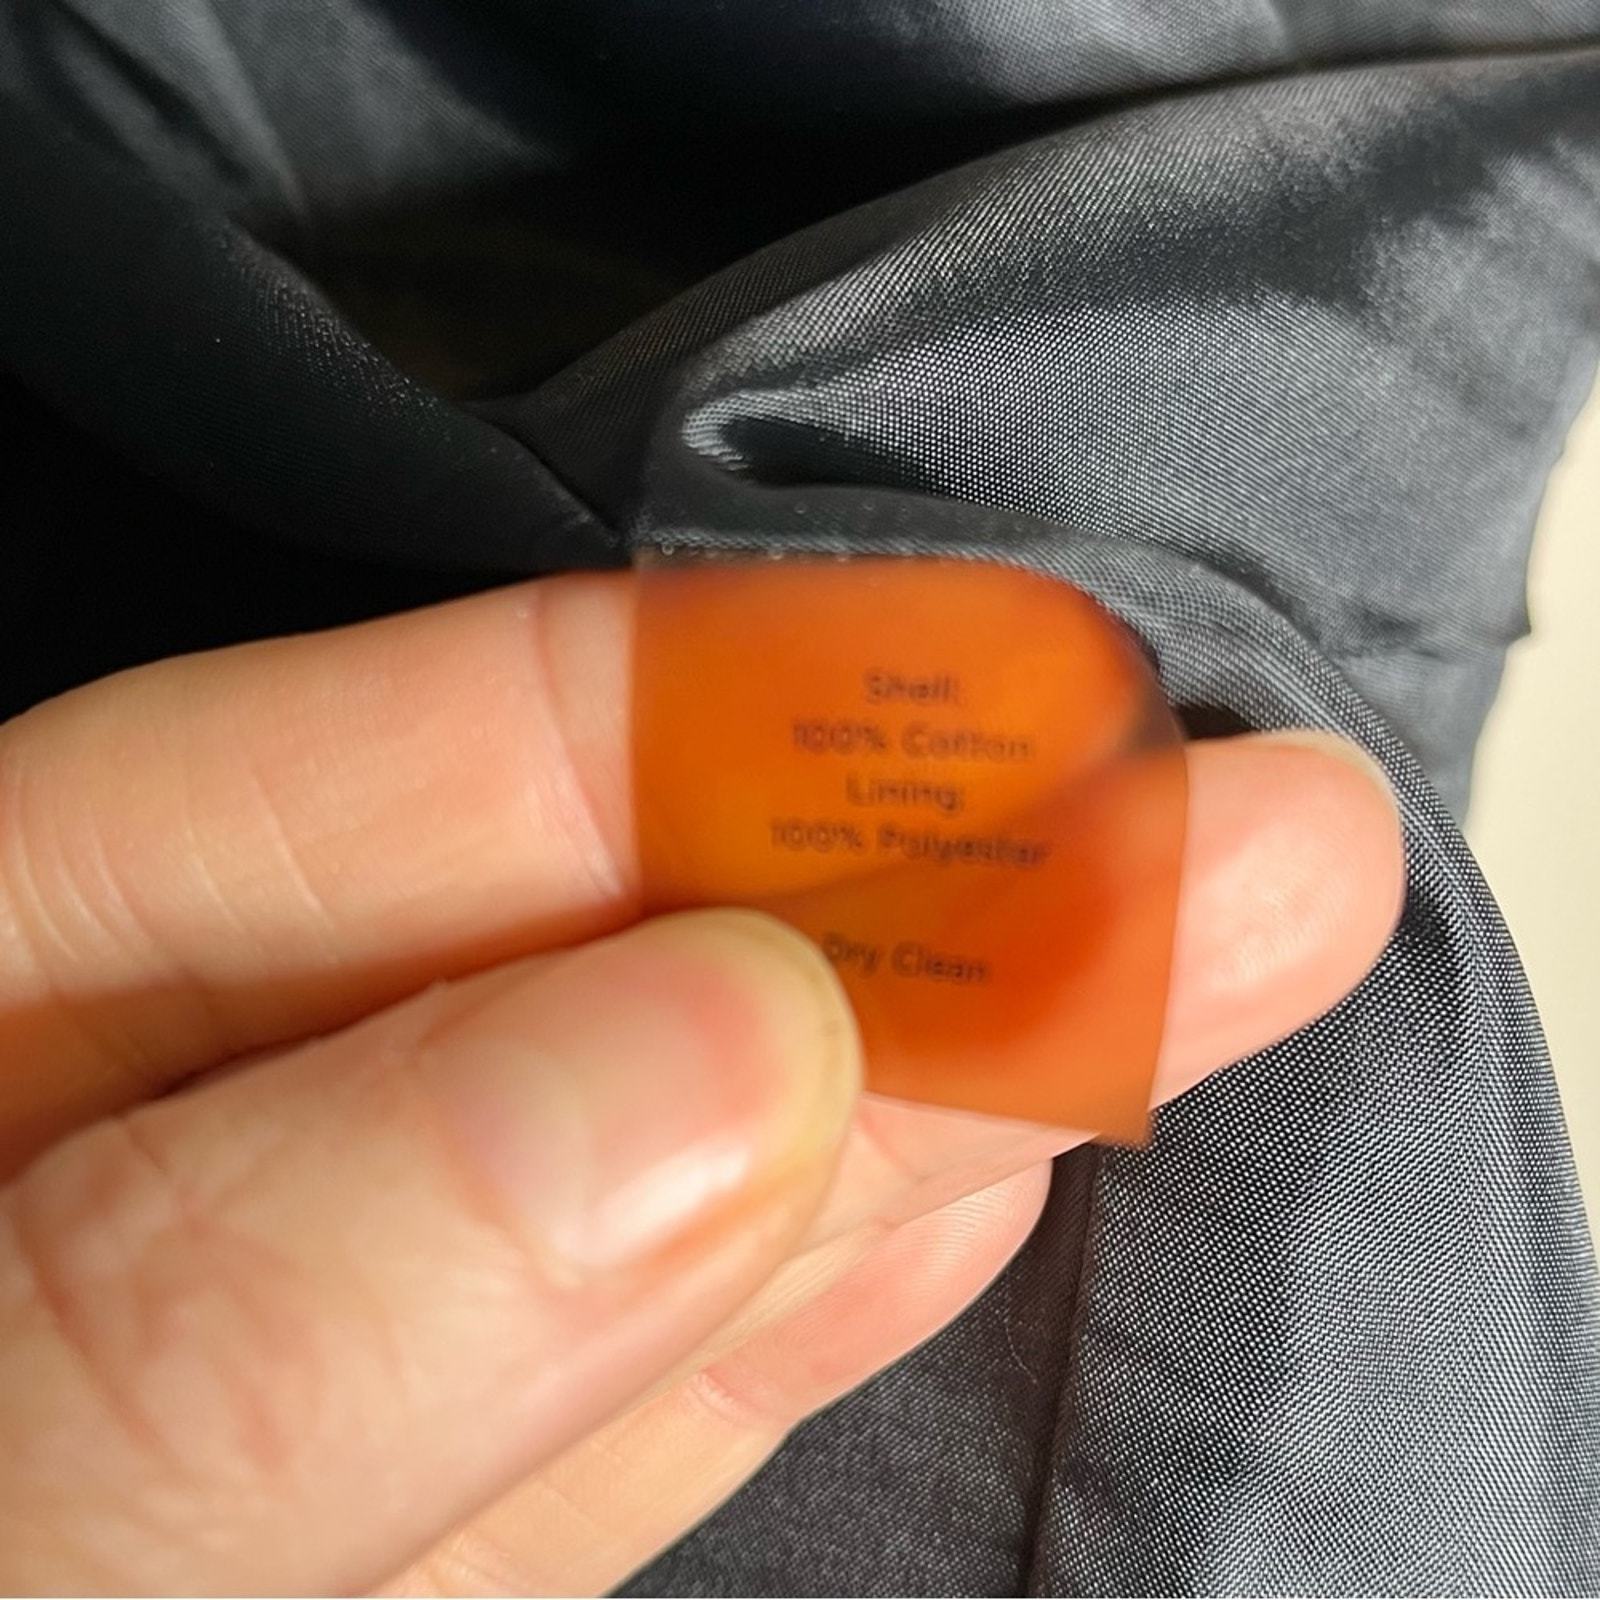 Shell:
100% Cotton
Lining:
100% Polyester
Dry Clean